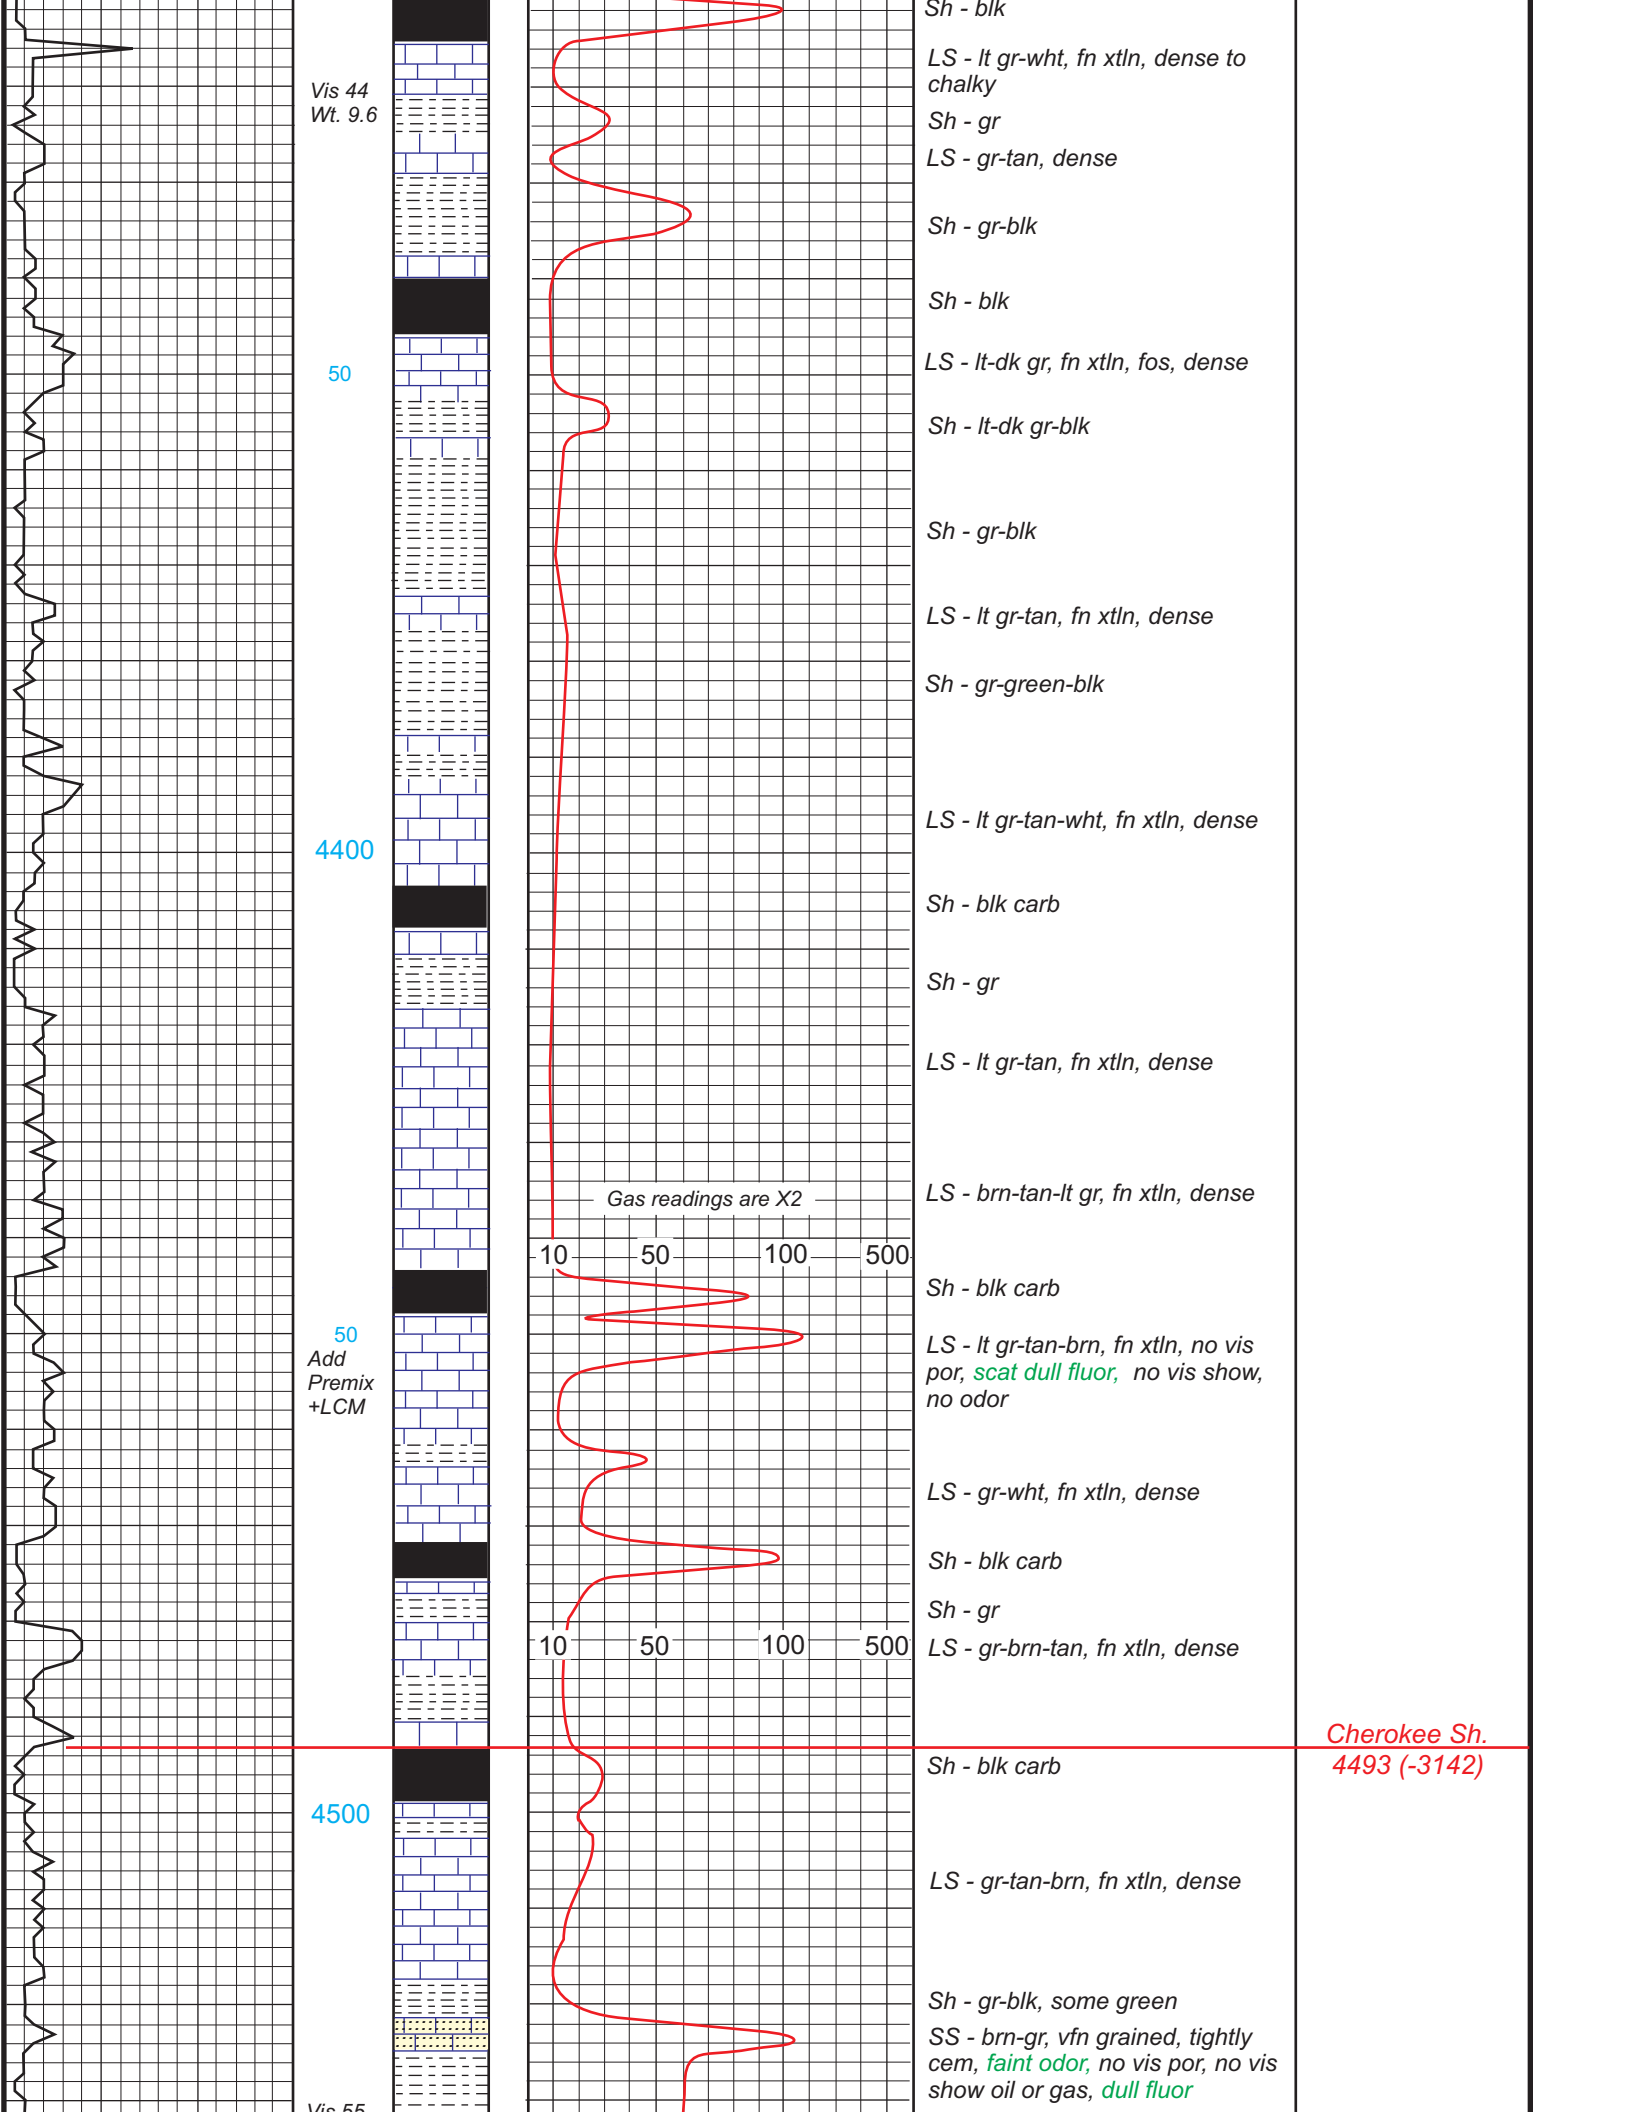 Sh - blk
LS - lt gr-wht, fn xtln, dense to
chalky
Vis 44
Wt. 9.6
Sh - gr
LS - gr-tan, dense
Sh - gr-blk
Sh - blk
LS - lt-dk gr, fn xtln, fos, dense
50
Sh - lt-dk gr-blk
Sh - gr-blk
LS - lt gr-tan, fn xtln, dense
Sh - gr-green-blk
LS - lt gr-tan-wht, fn xtln, dense
4400
Sh - blk carb
Sh - gr
LS - lt gr-tan, fn xtln, dense
LS - brn-tan-lt gr, fn xtln, dense
Gas readings are X2
10 50 100 500
Sh - blk carb
50
Add
Premix
+LCM
LS - lt gr-tan-brn, fn xtln, no vis
por, scat dull fluor, no vis show,
no odor
LS - gr-wht, fn xtln, dense
Sh - blk carb
Sh - gr
10 50 100 500
LS - gr-brn-tan, fn xtln, dense
Cherokee Sh.
4493 (-3142)
Sh - blk carb
4500
LS - gr-tan-brn, fn xtln, dense
Sh - gr-blk, some green
SS - brn-gr, vfn grained, tightly
cem, faint odor, no vis por, no vis
show oil or gas, dull fluor
Vis 55